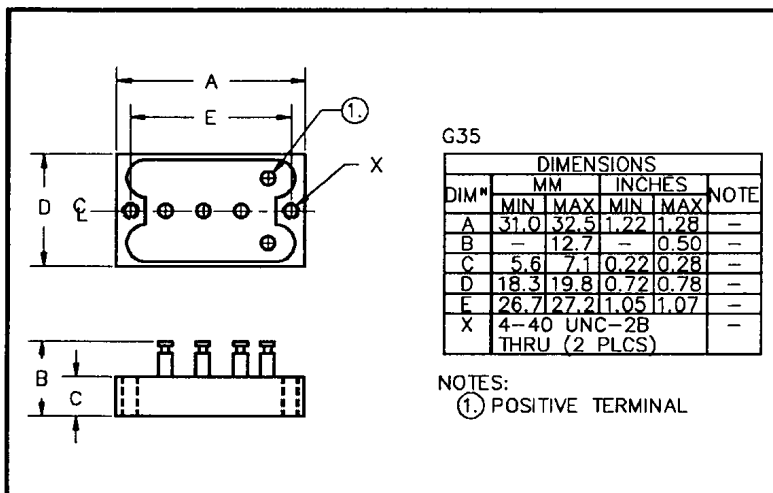 A
E
①.
X
D
℄
B
C
G35
DIMENSIONS
DIM" MM INCHES NOTE
MIN MAX MIN MAX
A 31.0 32.5 1.22 1.28 –
B – 12.7 – 0.50 –
C 5.6 7.1 0.22 0.28 –
D 18.3 19.8 0.72 0.78 –
E 26.7 27.2 1.05 1.07 –
X 4-40 UNC-2B –
THRU (2 PLCS)
NOTES:
①. POSITIVE TERMINAL